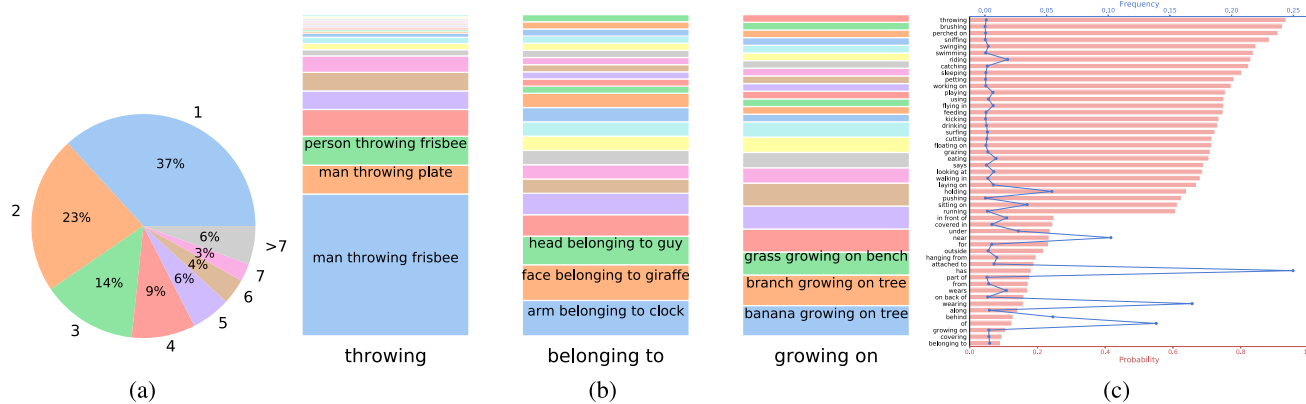 1
37%
2
23%
3
14%
4
9%
5
6%
6
4%
7
3%
>7
6%
(a)
person throwing frisbee
man throwing plate
man throwing frisbee
throwing
head belonging to guy
face belonging to giraffe
arm belonging to clock
belonging to
grass growing on bench
branch growing on tree
banana growing on tree
growing on
(b)
Frequency
0,00 0,05 0,10 0,15 0,20 0,25
throwing
brushing
perched on
sniffing
swinging
swimming
riding
catching
sleeping
petting
working on
playing
using
flying in
feeding
kicking
drinking
surfing
cutting
floating on
grazing
eating
says
looking at
walking in
laying on
holding
pushing
sitting on
running
in front of
covered in
under
near
for
outside
hanging from
attached to
has
part of
from
wears
on back of
wearing
along
behind
of
growing on
covering
belonging to
0.0 0.2 0.4 0.6 0.8 1
Probability
(c)